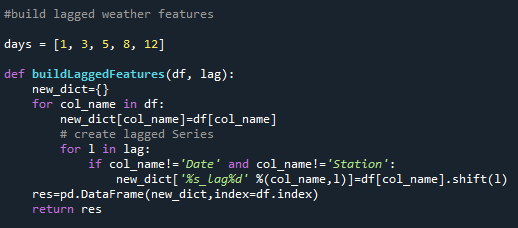 #build lagged weather features
days = [1, 3, 5, 8, 12]
def buildLaggedFeatures(df, lag):
    new_dict={}
    for col_name in df:
        new_dict[col_name]=df[col_name]
        # create lagged Series
        for l in lag:
            if col_name!='Date' and col_name!='Station':
                new_dict['%s_lag%d' %(col_name,l)]=df[col_name].shift(l)
    res=pd.DataFrame(new_dict,index=df.index)
    return res